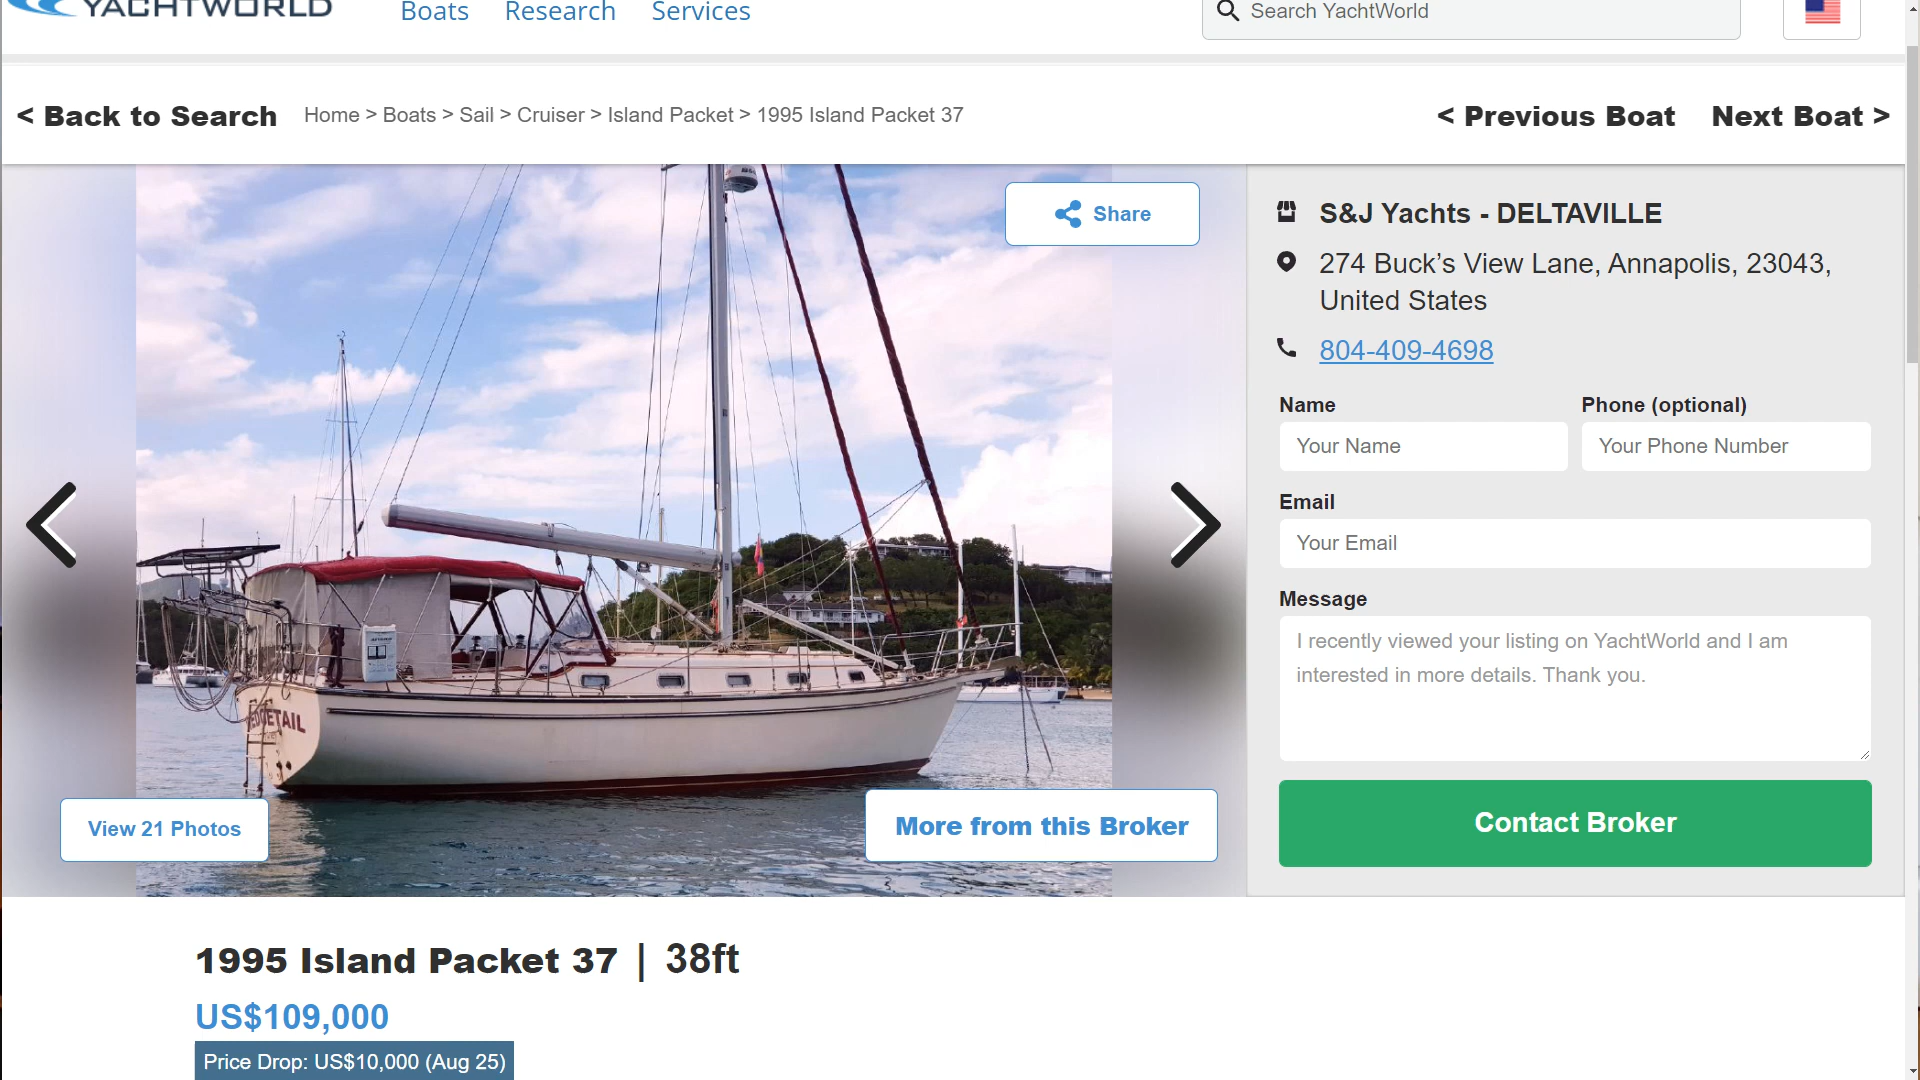 YACHTWORLD
Boats Research Services
Search YachtWorld
< Back to Search
Home > Boats > Sail > Cruiser > Island Packet > 1995 Island Packet 37
< Previous Boat
Next Boat >
Share
View 21 Photos
More from this Broker
S&J Yachts - DELTAVILLE
274 Buck’s View Lane, Annapolis, 23043,
United States
804-409-4698
Name
Phone (optional)
Your Name
Your Phone Number
Email
Your Email
Message
I recently viewed your listing on YachtWorld and I am
interested in more details. Thank you.
Contact Broker
1995 Island Packet 37 | 38ft
US$109,000
Price Drop: US$10,000 (Aug 25)